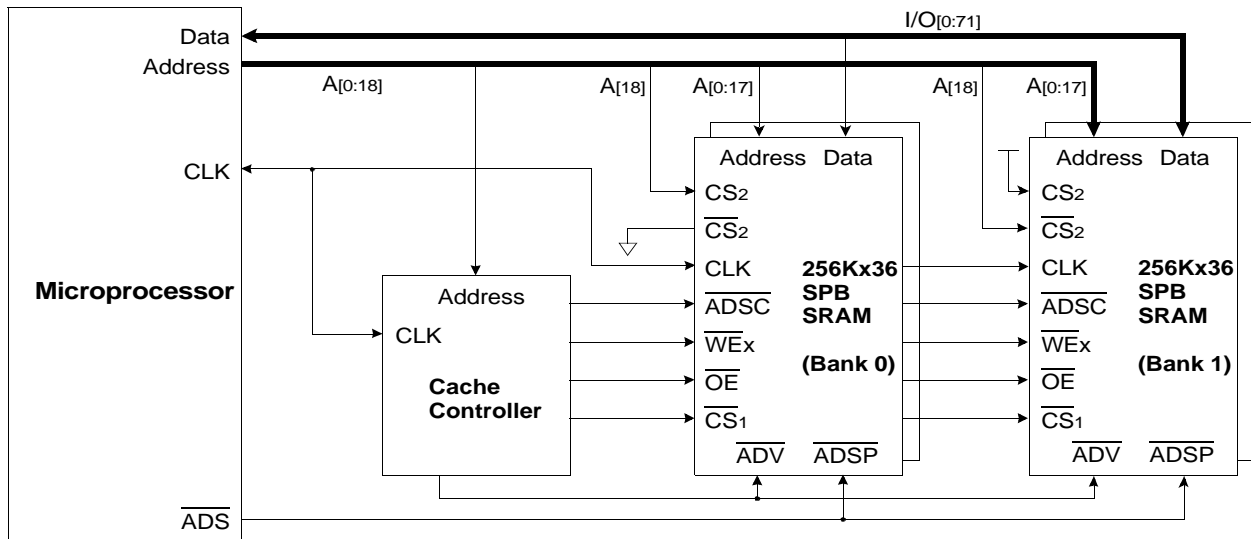 I/O[0:71]
Data
Address
A[0:18]
A[18]
A[0:17]
A[18]
A[0:17]
CLK
Microprocessor
ADS
Address
CLK
Cache
Controller
Address Data
CS2
CS2
CLK
ADSC
WEx
OE
CS1
ADV
ADSP
256Kx36
SPB
SRAM
(Bank 0)
Address Data
CS2
CS2
CLK
ADSC
WEx
OE
CS1
ADV
ADSP
256Kx36
SPB
SRAM
(Bank 1)